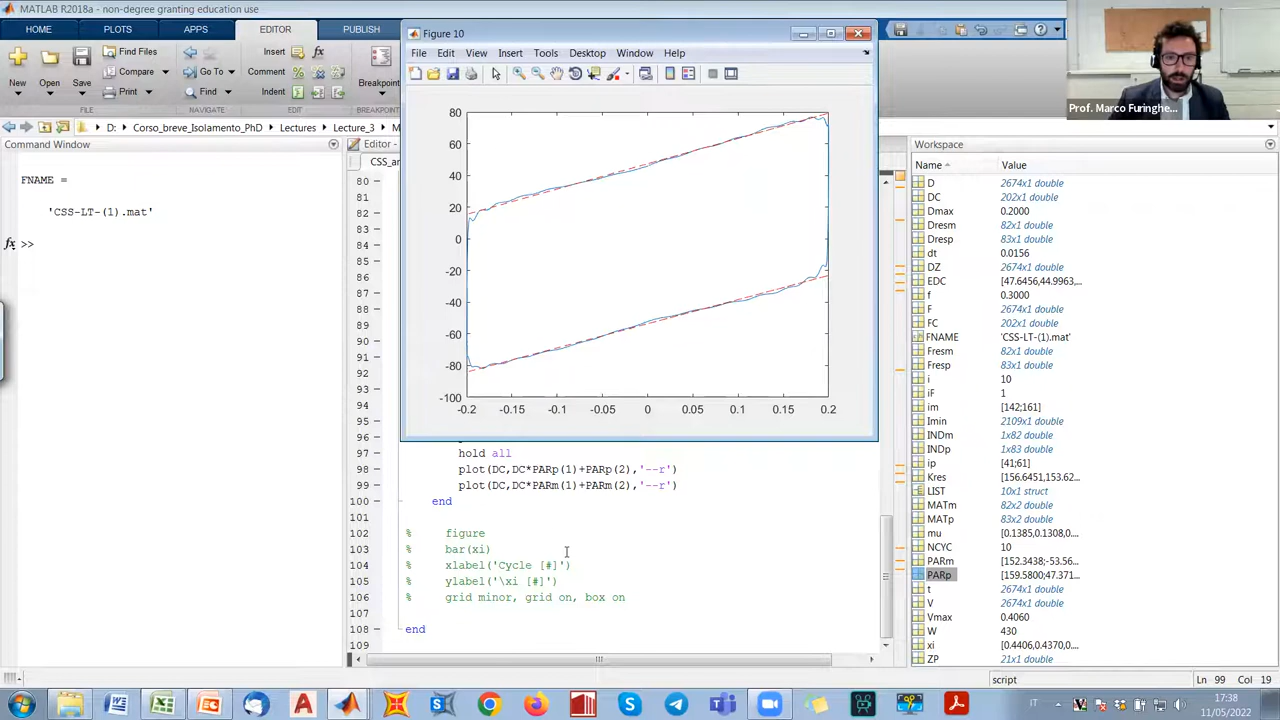 MATLAB R2018a - non-degree granting education use
HOME
PLOTS
APPS
EDITOR
PUBLISH
New
Open
Save
Find Files
Compare
Print
Go To
Find
Insert
fx
Comment
Indent
Breakpoint
FILE
NAVIGATE
EDIT
BREAKPOINT
D:
Corso_breve_Isolamento_PhD
Lectures
Lecture_3
Command Window
FNAME =
'CSS-LT-(1).mat'
fx >>
Editor -
CSS_ar
Figure 10
File Edit View Insert Tools Desktop Window Help
80
60
40
20
0
-20
-40
-60
-80
-100
-0.2 -0.15 -0.1 -0.05 0 0.05 0.1 0.15 0.2
80
81
82
83
84
85
86
87
88
89
90
91
92
93
94
95
96
97 hold all
98 plot(DC,DC*PARp(1)+PARp(2),'--r')
99 plot(DC,DC*PARm(1)+PARm(2),'--r')
100 end
101
102 % figure
103 % bar(xi)
104 % xlabel('Cycle [#]')
105 % ylabel('\xi [#]')
106 % grid minor, grid on, box on
107
108 end
109
Prof. Marco Furinghe...
Workspace
Name Value
D 2674x1 double
DC 202x1 double
Dmax 0.2000
Dresm 82x1 double
Dresp 83x1 double
dt 0.0156
DZ 2674x1 double
EDC [47.6456,44.9963,...
f 0.3000
F 2674x1 double
FC 202x1 double
FNAME 'CSS-LT-(1).mat'
Fresm 82x1 double
Fresp 83x1 double
i 10
iF 1
im [142;161]
Imin 2109x1 double
INDm 1x82 double
INDp 1x83 double
ip [41;61]
Kres [156.6451,153.62...
LIST 10x1 struct
MATm 82x2 double
MATp 83x2 double
mu [0.1385,0.1308,0....
NCYC 10
PARm [152.3438;-53.56...
PARp [159.5800;47.371...
t 2674x1 double
V 2674x1 double
Vmax 0.4060
W 430
xi [0.4406,0.4370,0....
ZP 21x1 double
script
Ln 99 Col 19
IT
17:38
11/05/2022